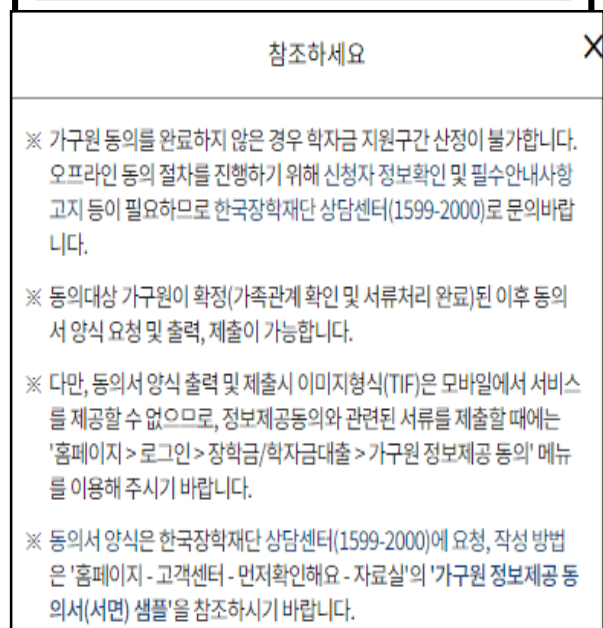 참조하세요 X
※ 가구원 동의를 완료하지 않은 경우 학자금 지원구간 산정이 불가합니다.
오프라인 동의 절차를 진행하기 위해 신청자 정보확인 및 필수안내사항
고지 등이 필요하므로 한국장학재단 상담센터(1599-2000)로 문의바랍
니다.
※ 동의대상 가구원이 확정(가족관계 확인 및 서류처리 완료)된 이후 동의
서 양식 요청 및 출력, 제출이 가능합니다.
※ 다만, 동의서 양식 출력 및 제출시 이미지형식(TIF)은 모바일에서 서비스
를 제공할 수 없으므로, 정보제공동의와 관련된 서류를 제출할 때에는
'홈페이지 > 로그인 > 장학금/학자금대출 > 가구원 정보제공 동의' 메뉴
를 이용해 주시기 바랍니다.
※ 동의서 양식은 한국장학재단 상담센터(1599-2000)에 요청, 작성 방법
은 '홈페이지 - 고객센터 - 먼저확인해요 - 자료실'의 '가구원 정보제공 동
의서(서면) 샘플'을 참조하시기 바랍니다.